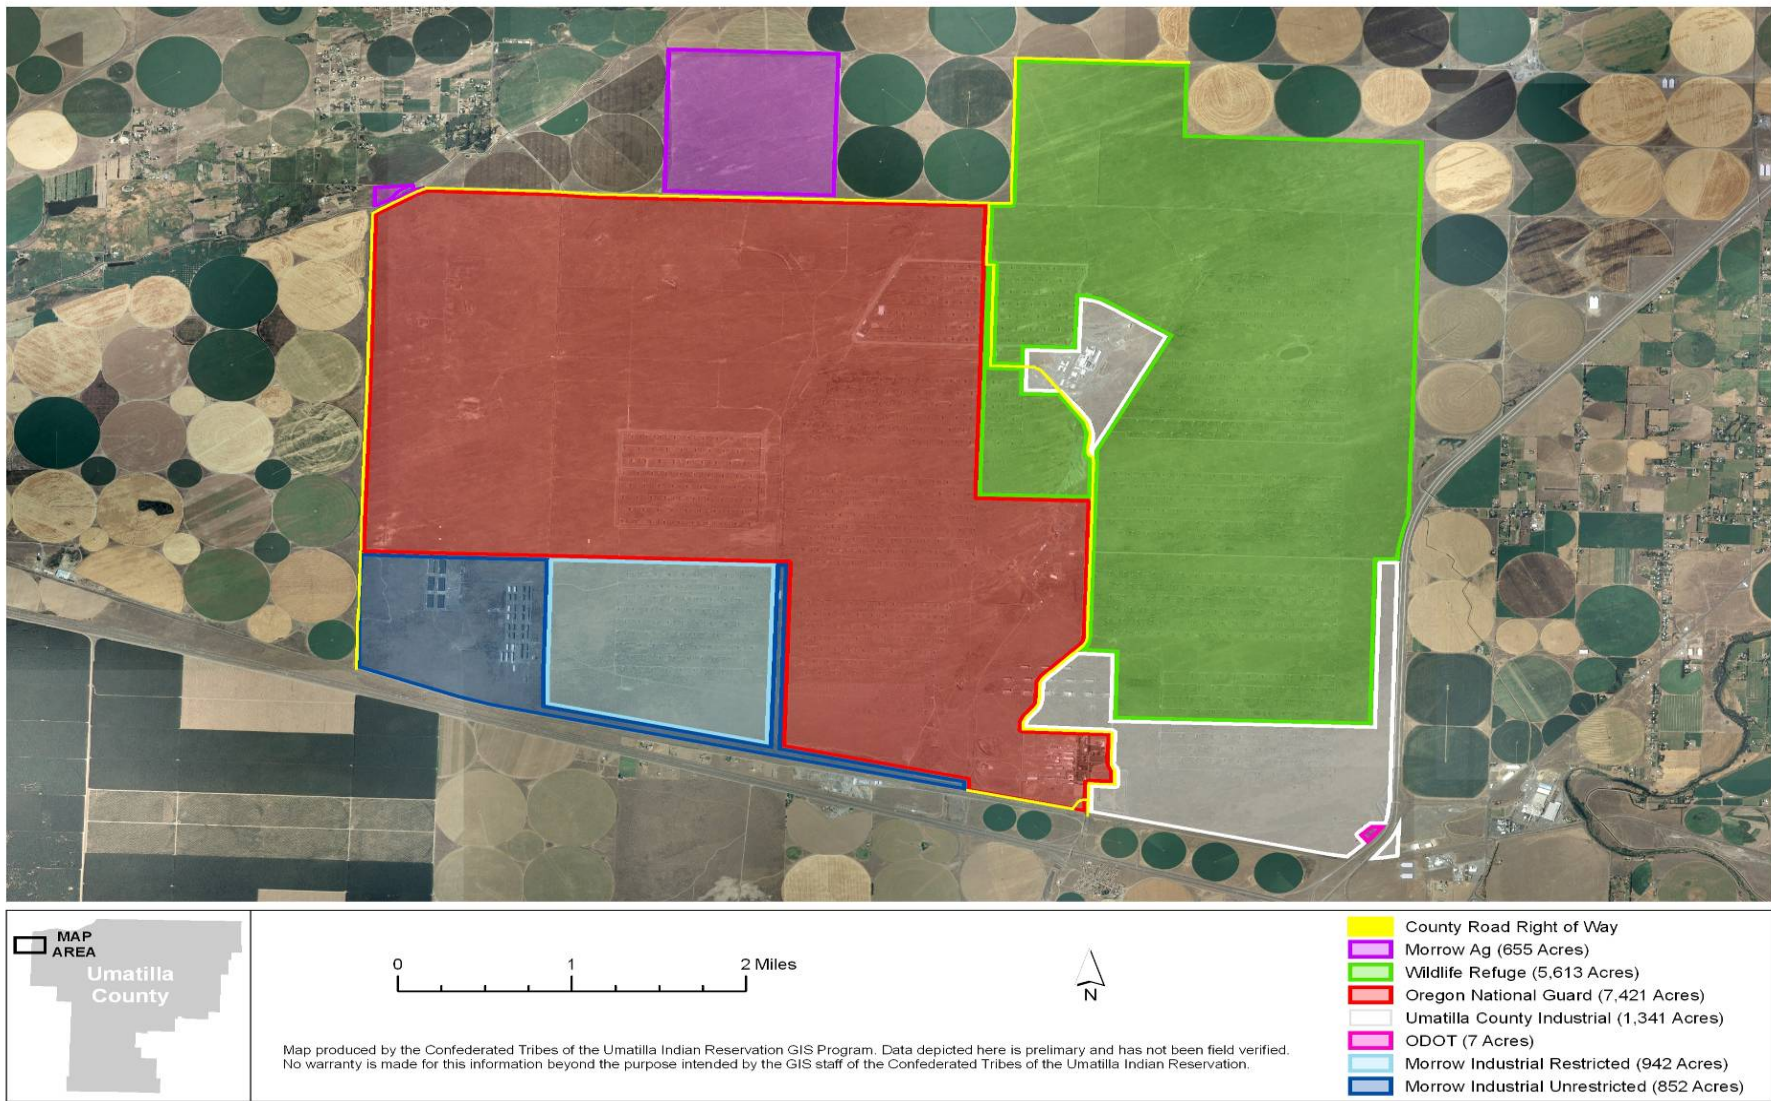 MAP
AREA
Umatilla
County
0 1 2 Miles
N
Map produced by the Confederated Tribes of the Umatilla Indian Reservation GIS Program. Data depicted here is prelimary and has not been field verified.
No warranty is made for this information beyond the purpose intended by the GIS staff of the Confederated Tribes of the Umatilla Indian Reservation.
County Road Right of Way
Morrow Ag (655 Acres)
Wildlife Refuge (5,613 Acres)
Oregon National Guard (7,421 Acres)
Umatilla County Industrial (1,341 Acres)
ODOT (7 Acres)
Morrow Industrial Restricted (942 Acres)
Morrow Industrial Unrestricted (852 Acres)